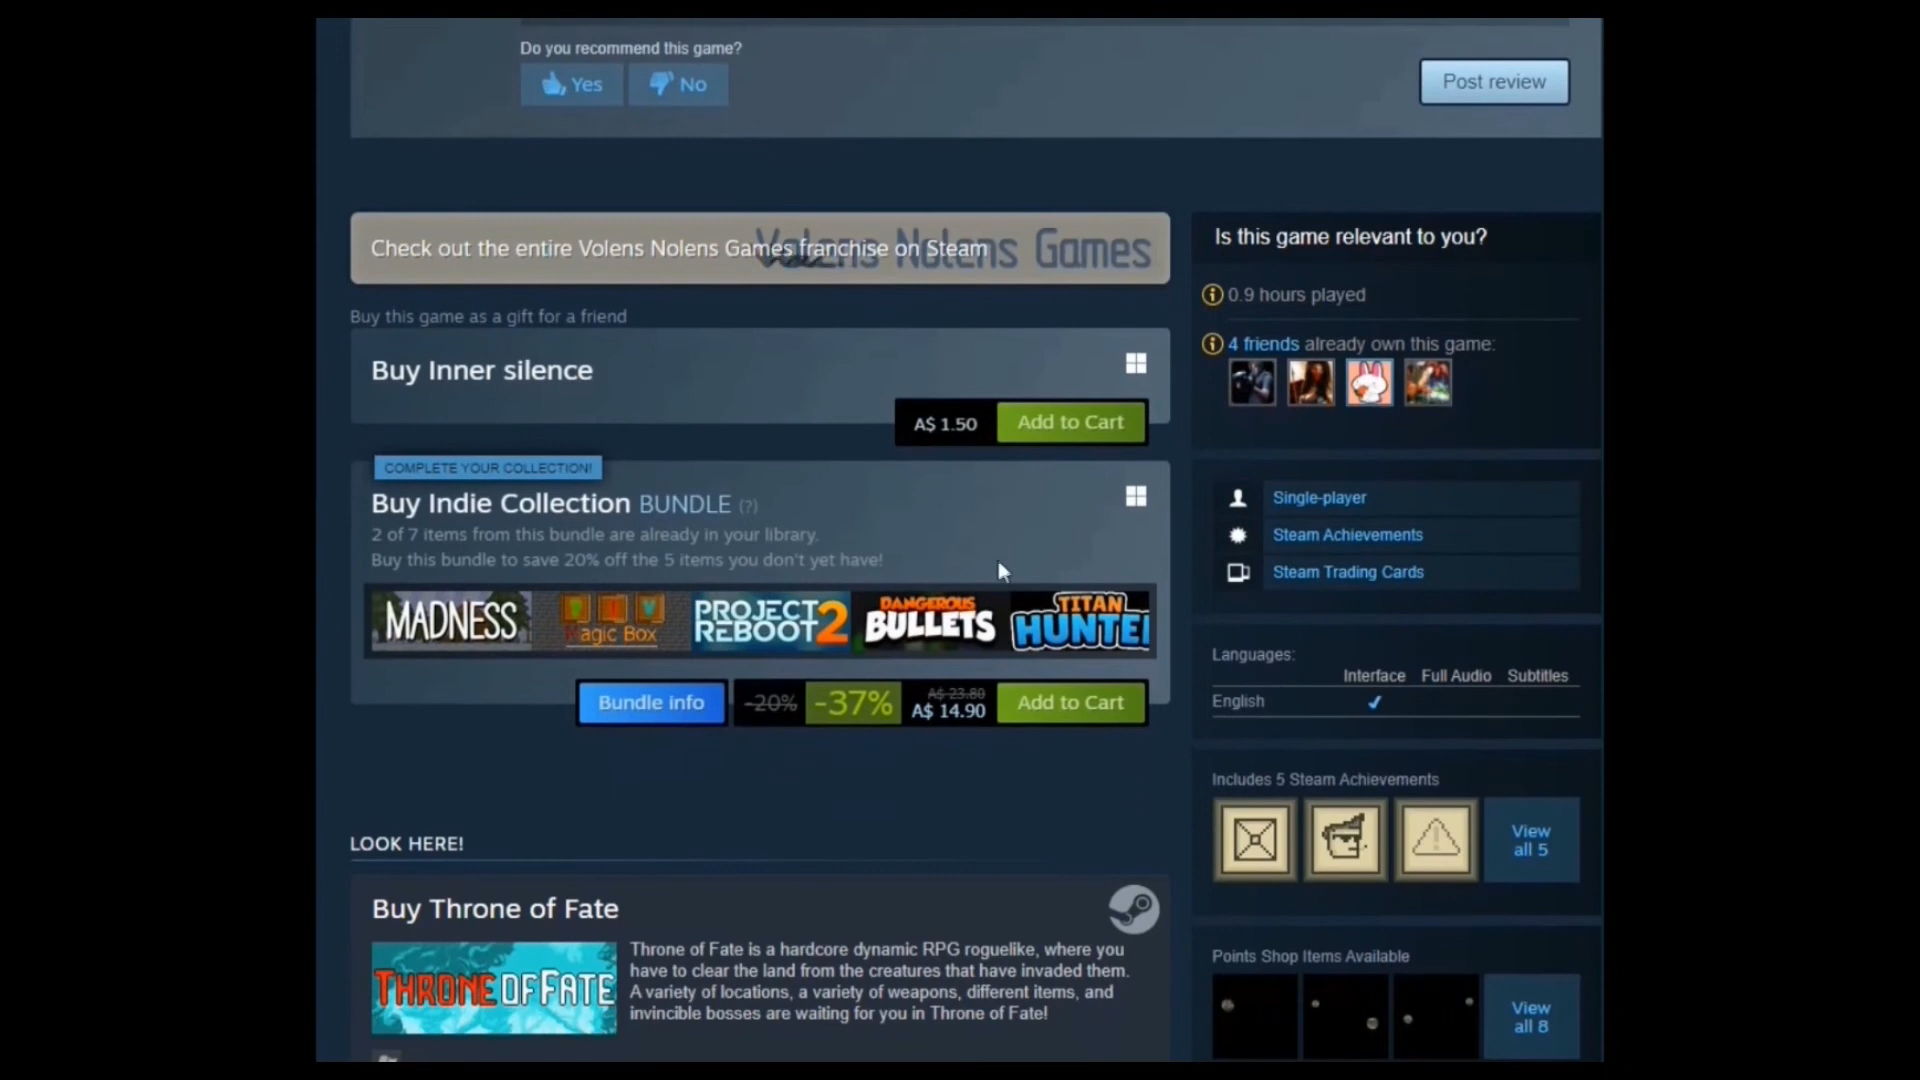 Do you recommend this game?
Yes No
Post review
Check out the entire Volens Nolens Games franchise on Steam
Volens Nolens Games
Buy this game as a gift for a friend
Buy Inner silence
A$ 1.50 Add to Cart
COMPLETE YOUR COLLECTION!
Buy Indie Collection BUNDLE (?)
2 of 7 items from this bundle are already in your library.
Buy this bundle to save 20% off the 5 items you don't yet have!
MADNESS
Magic Box
PROJECT
REBOOT 2
DANGEROUS
BULLETS
TITAN
HUNTE
Bundle info -20% -37% A$ 23.80 A$ 14.90 Add to Cart
LOOK HERE!
Buy Throne of Fate
THRONE OF FATE
Throne of Fate is a hardcore dynamic RPG roguelike, where you
have to clear the land from the creatures that have invaded them.
A variety of locations, a variety of weapons, different items, and
invincible bosses are waiting for you in Throne of Fate!
Is this game relevant to you?
0.9 hours played
4 friends already own this game:
Single-player
Steam Achievements
Steam Trading Cards
Languages:
Interface Full Audio Subtitles
English ✔
Includes 5 Steam Achievements
View
all 5
Points Shop Items Available
View
all 8